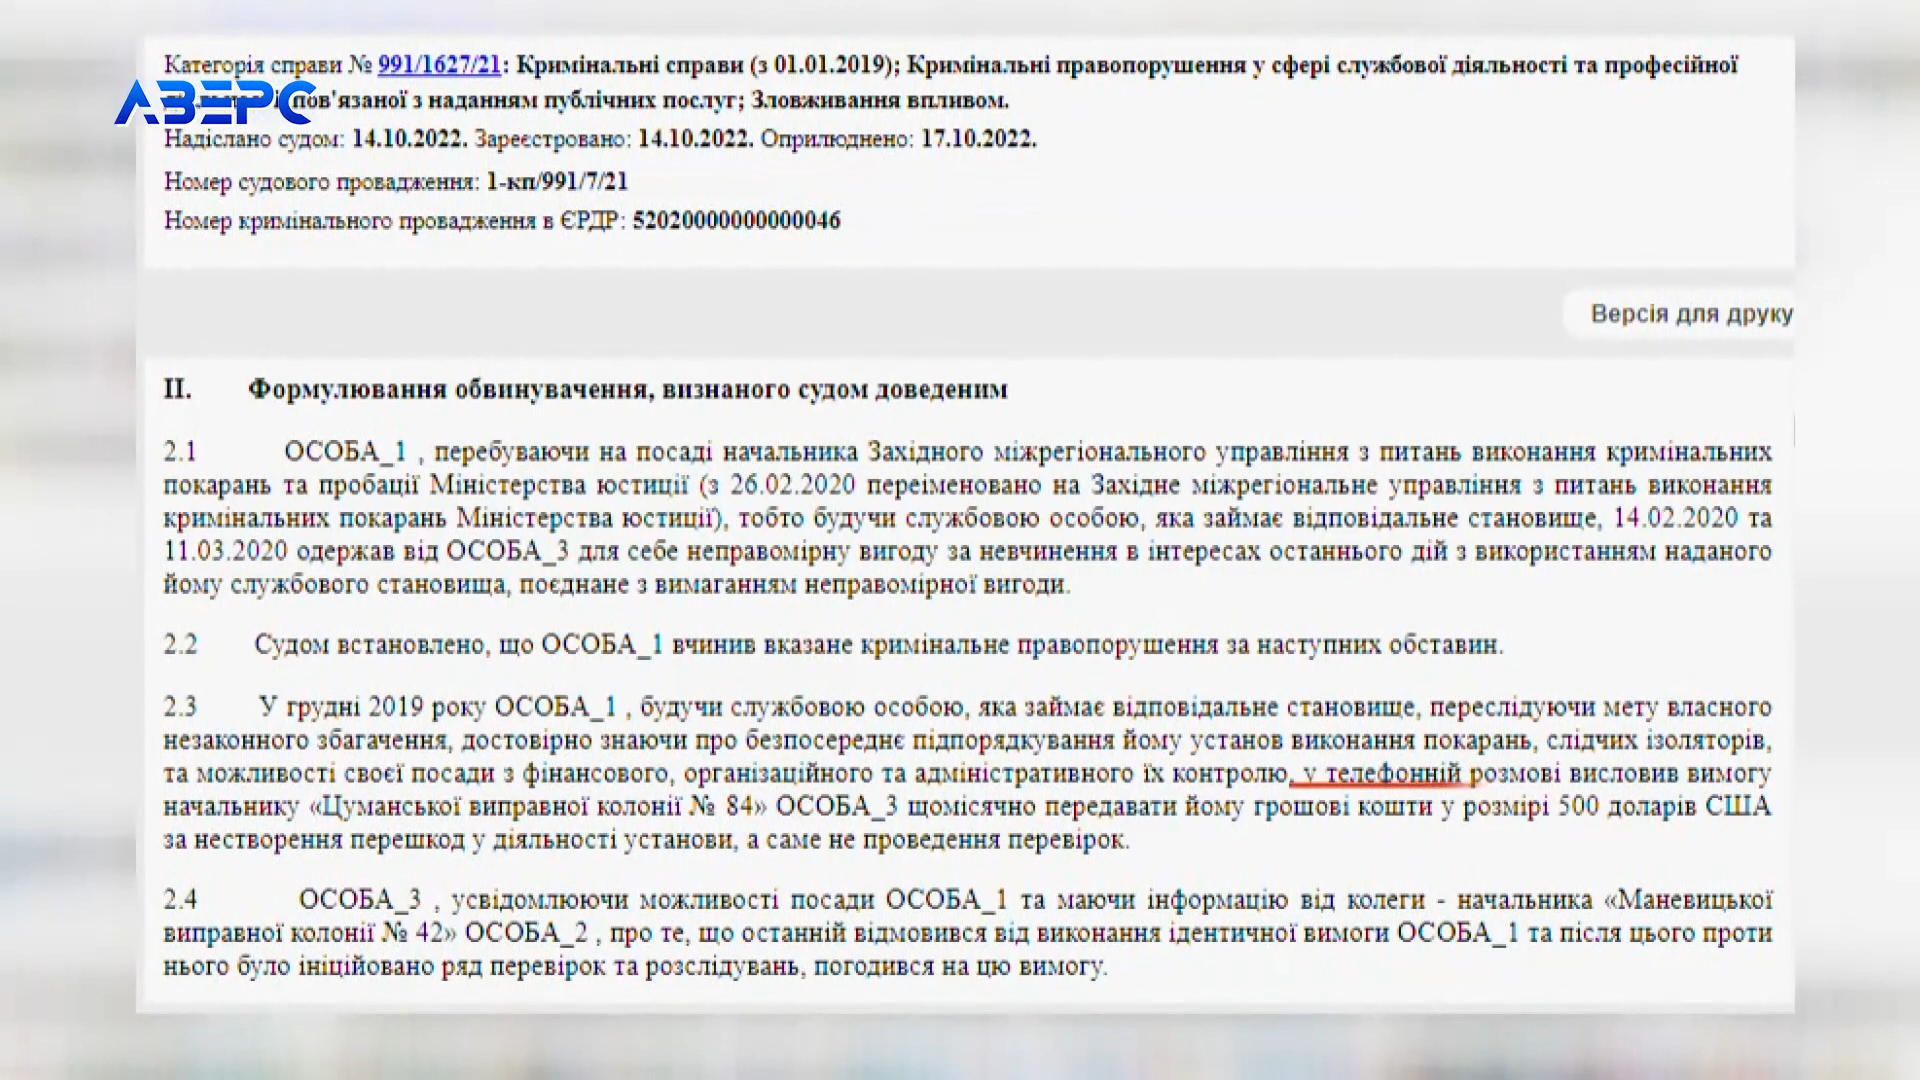 Категорія справи № 991/1627/21: Кримінальні справи (з 01.01.2019); Кримінальні правопорушення у сфері службової діяльності та професійної
АВЕРС
пов'язаної з наданням публічних послуг; Зловживання впливом.
Надіслано судом: 14.10.2022. Зареєстровано: 14.10.2022. Оприлюднено: 17.10.2022.
Номер судового провадження: 1-кп/991/7/21
Номер кримінального провадження в ЄРДР: 52020000000000046
Версія для друку
II. Формулювання обвинувачення, визнаного судом доведеним
2.1 ОСОБА_1 , перебуваючи на посаді начальника Західного міжрегіонального управління з питань виконання кримінальних
покарань та пробації Міністерства юстиції (з 26.02.2020 переіменовано на Західне міжрегіональне управління з питань виконання
кримінальних покарань Міністерства юстиції), тобто будучи службовою особою, яка займає відповідальне становище, 14.02.2020 та
11.03.2020 одержав від ОСОБА_3 для себе неправомірну вигоду за невчинення в інтересах останнього дій з використанням наданого
йому службового становища, поєднане з вимаганням неправомірної вигоди.
2.2 Судом встановлено, що ОСОБА_1 вчинив вказане кримінальне правопорушення за наступних обставин.
2.3 У грудні 2019 року ОСОБА_1 , будучи службовою особою, яка займає відповідальне становище, переслідуючи мету власного
незаконного збагачення, достовірно знаючи про безпосереднє підпорядкування йому установ виконання покарань, слідчих ізоляторів,
та можливості своєї посади з фінансового, організаційного та адміністративного їх контролю, у телефонній розмові висловив вимогу
начальнику «Цуманської виправної колонії № 84» ОСОБА_3 щомісячно передавати йому грошові кошти у розмірі 500 доларів США
за нестворення перешкод у діяльності установи, а саме не проведення перевірок.
2.4 ОСОБА_3 , усвідомлюючи можливості посади ОСОБА_1 та маючи інформацію від колеги - начальника «Маневицької
виправної колонії № 42» ОСОБА_2 , про те, що останній відмовився від виконання ідентичної вимоги ОСОБА_1 та після цього проти
нього було ініційовано ряд перевірок та розслідувань, погодився на цю вимогу.